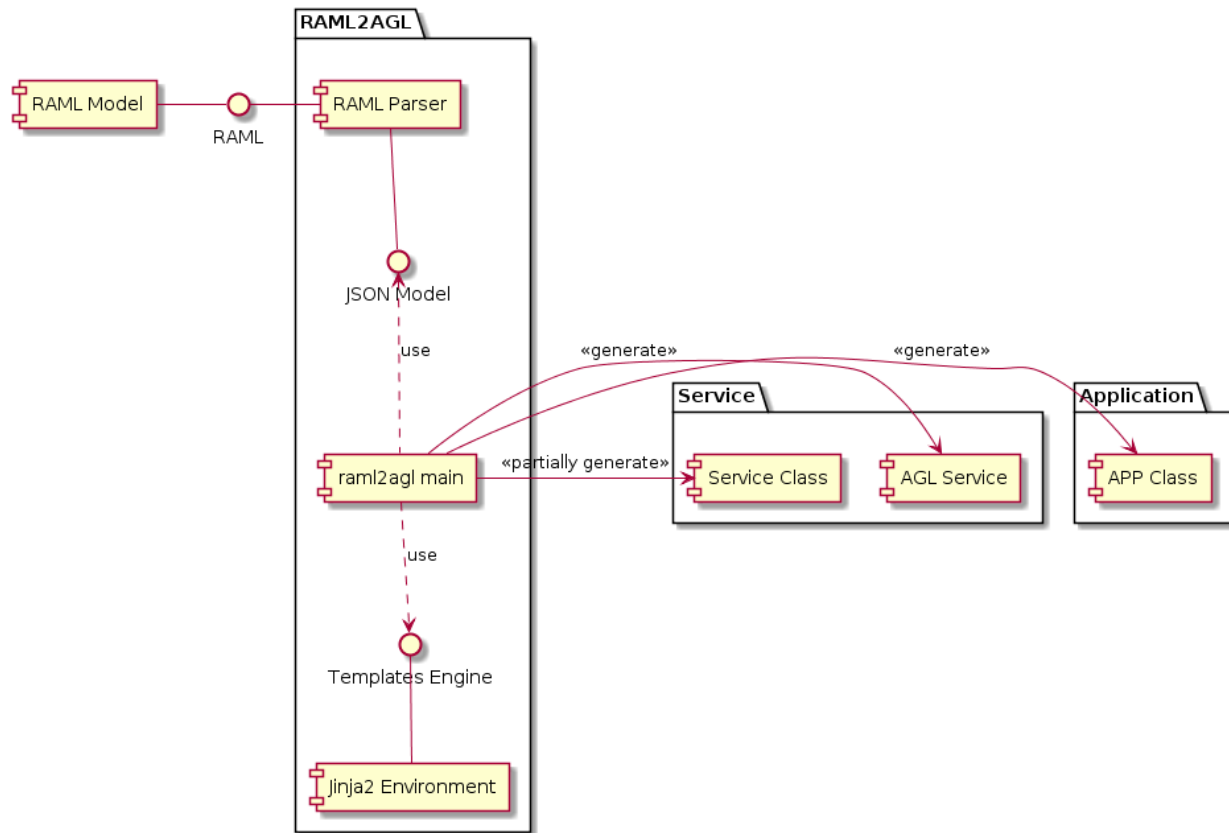 RAML2AGL
RAML Model
RAML
RAML Parser
JSON Model
use
«generate»
«generate»
Service
Application
raml2agl main
«partially generate»
Service Class
AGL Service
APP Class
use
Templates Engine
Jinja2 Environment